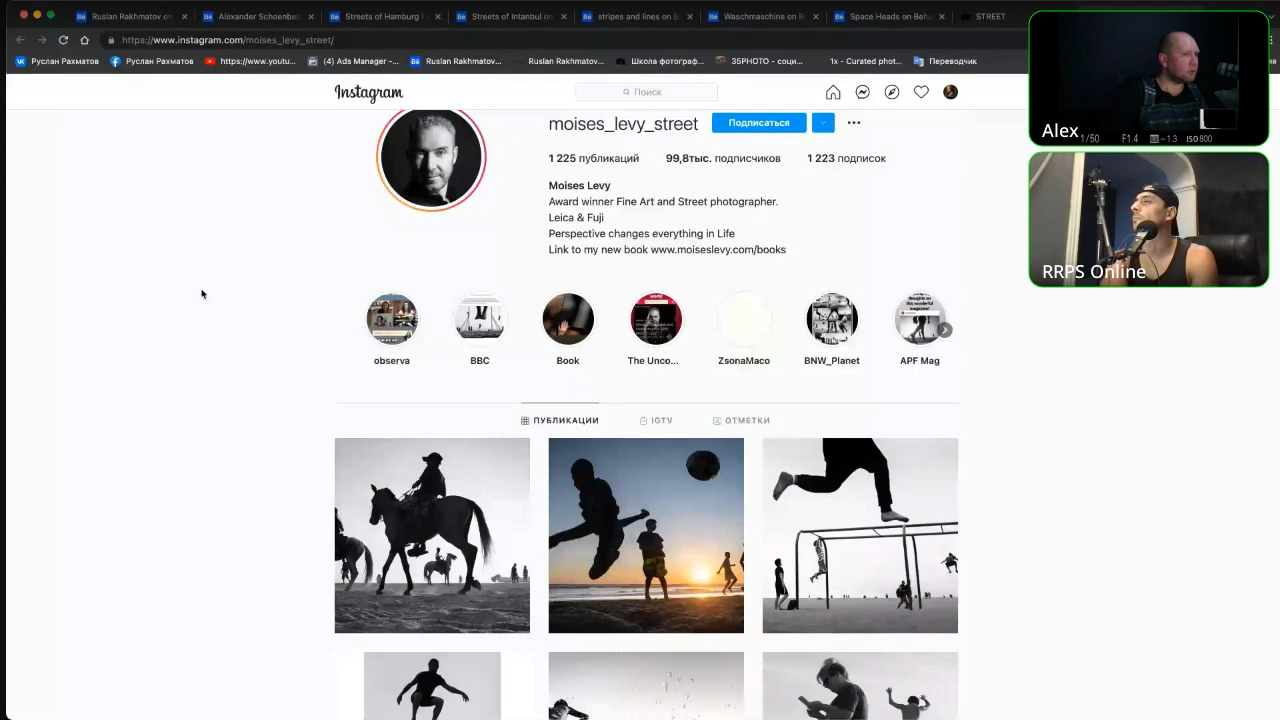 Ruslan Rakhmatov on
Alexander Schoenber
Streets of Hamburg
Streets of Intanbul on
stripes and lines on
Waschmaschine on B
Space Heads on Beha
STREET
https://www.instagram.com/moises_levy_street/
Руслан Рахматов
Руслан Рахматов
https://www.youtu...
(4) Ads Manager –...
Ruslan Rakhmatov...
Ruslan Rakhmatov...
Школа фотограф...
35PHOTO - соци...
1x - Curated phot...
Переводчик
Instagram
Поиск
moises_levy_street
Подписаться
1 225 публикаций
99,8тыс. подписчиков
1 223 подписок
Moises Levy
Award winner Fine Art and Street photographer.
Leica & Fuji
Perspective changes everything in Life
Link to my new book www.moiseslevy.com/books
observa
BBC
Book
The Unco...
ZsonaMaco
BNW_Planet
APF Mag
ПУБЛИКАЦИИ
IGTV
ОТМЕТКИ
Alex
1/50
F1.4
–1.3
ISO800
RRPS Online